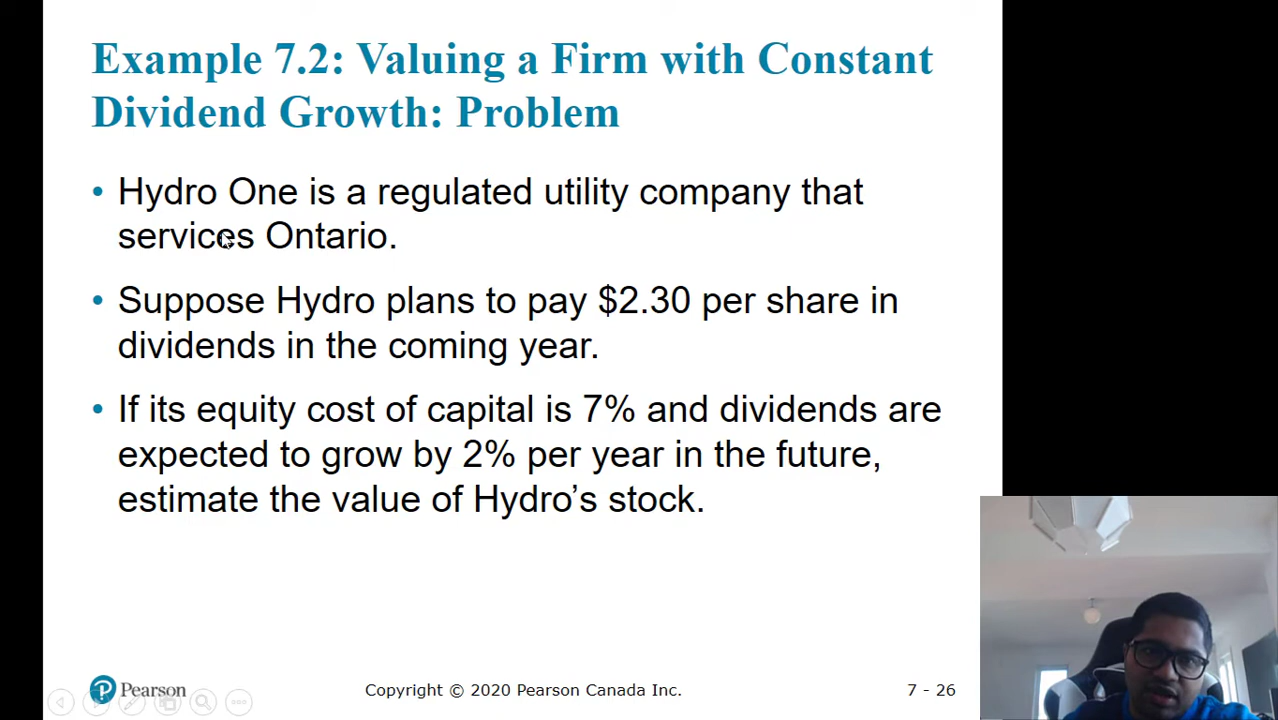 Example 7.2: Valuing a Firm with Constant
Dividend Growth: Problem
• Hydro One is a regulated utility company that
services Ontario.
• Suppose Hydro plans to pay $2.30 per share in
dividends in the coming year.
• If its equity cost of capital is 7% and dividends are
expected to grow by 2% per year in the future,
estimate the value of Hydro’s stock.
Pearson
Copyright © 2020 Pearson Canada Inc.
7 - 26